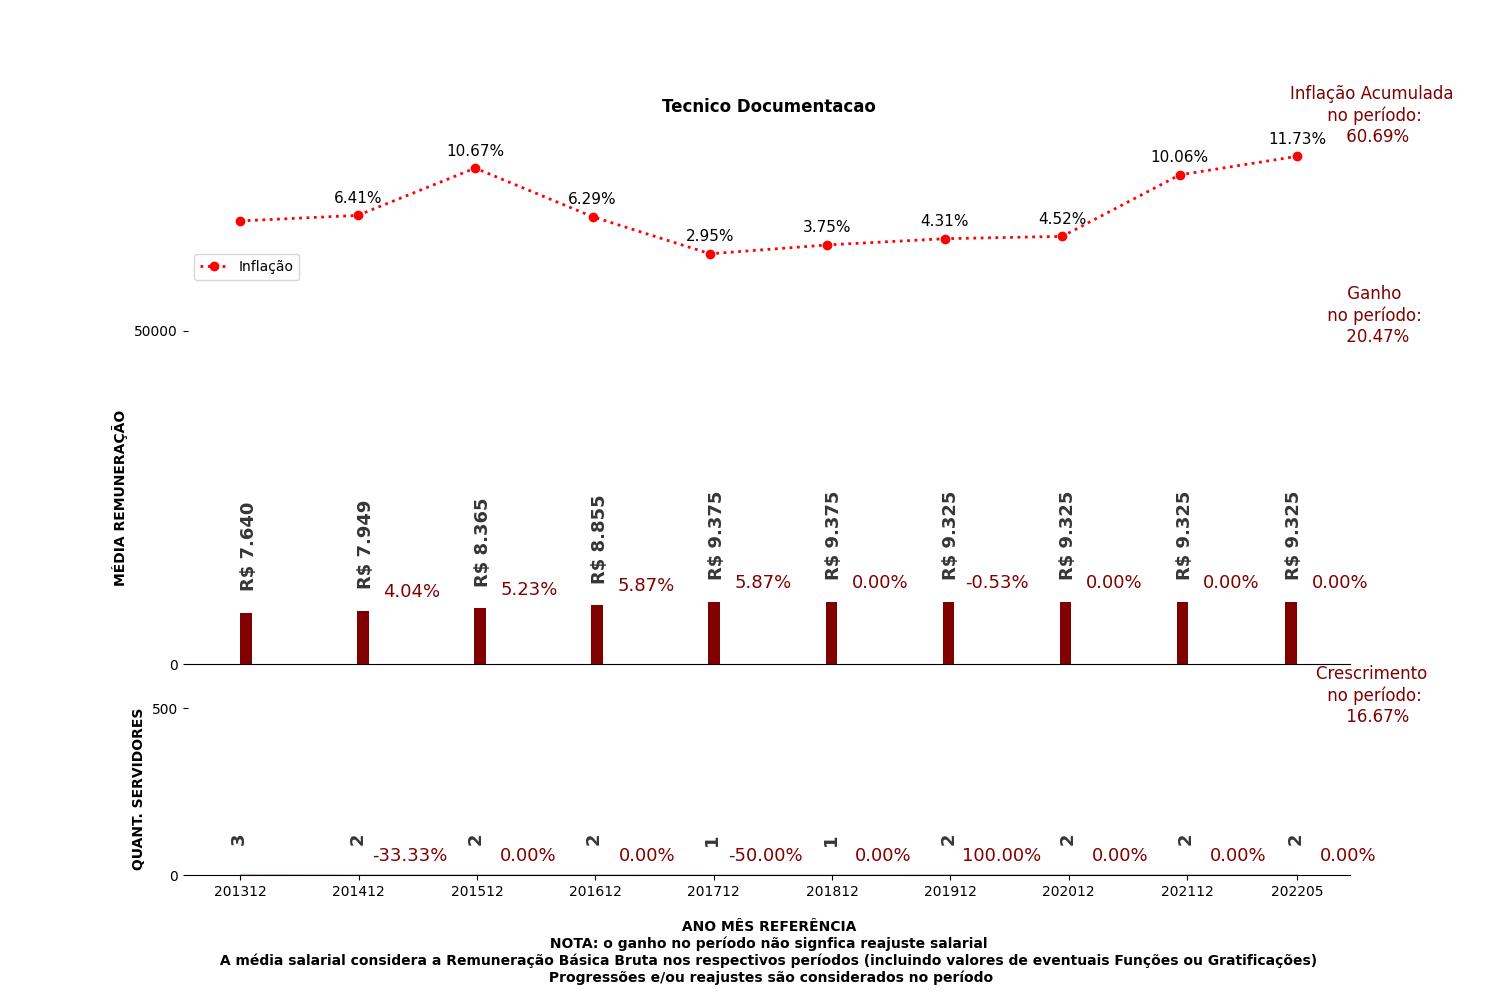 Tecnico Documentacao
Inflação Acumulada
no período:
60.69%
6.41%
10.67%
6.29%
2.95%
3.75%
4.31%
4.52%
10.06%
11.73%
Inflação
Ganho
no período:
20.47%
50000
0
MÉDIA REMUNERAÇÃO
R$ 7.640
R$ 7.949
R$ 8.365
R$ 8.855
R$ 9.375
R$ 9.375
R$ 9.325
R$ 9.325
R$ 9.325
R$ 9.325
4.04%
5.23%
5.87%
5.87%
0.00%
-0.53%
0.00%
0.00%
0.00%
Crescrimento
no período:
16.67%
500
0
QUANT. SERVIDORES
3
2
2
2
1
1
2
2
2
2
-33.33%
0.00%
0.00%
-50.00%
0.00%
100.00%
0.00%
0.00%
0.00%
201312
201412
201512
201612
201712
201812
201912
202012
202112
202205
ANO MÊS REFERÊNCIA
NOTA: o ganho no período não signfica reajuste salarial
A média salarial considera a Remuneração Básica Bruta nos respectivos períodos (incluindo valores de eventuais Funções ou Gratificações)
Progressões e/ou reajustes são considerados no período